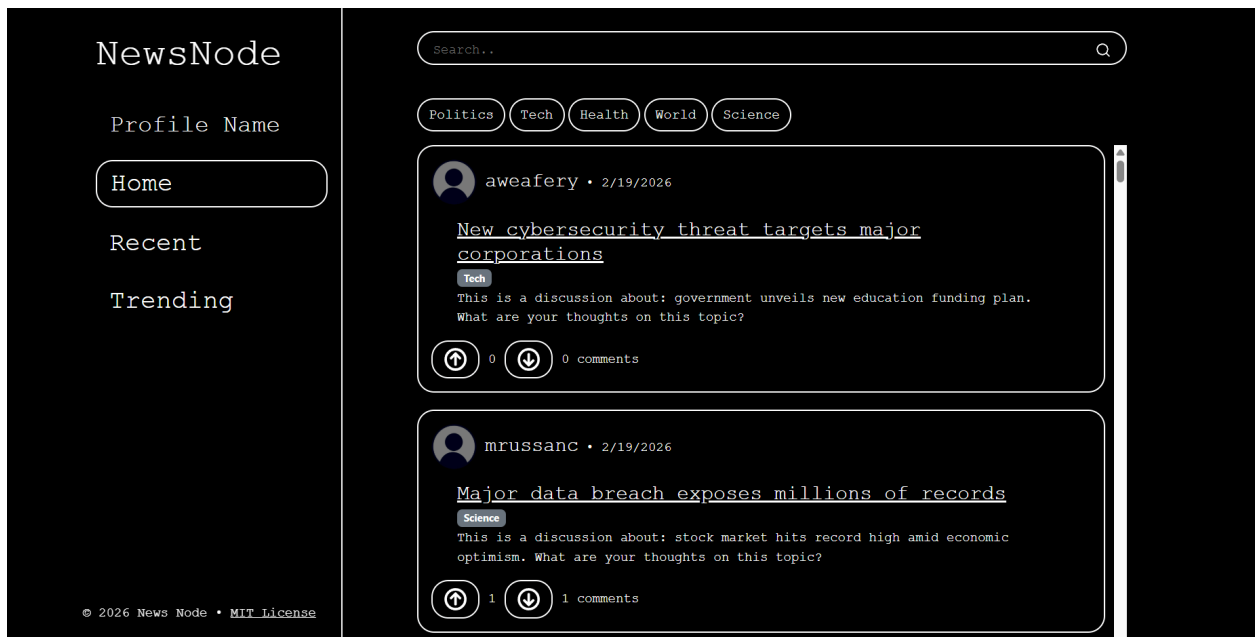 NewsNode
Profile Name
Home
Recent
Trending
© 2026 News Node • MIT License
Search..
Politics
Tech
Health
World
Science
aweafery • 2/19/2026
New cybersecurity threat targets major
corporations
Tech
This is a discussion about: government unveils new education funding plan.
What are your thoughts on this topic?
0
0 comments
mrussanc • 2/19/2026
Major data breach exposes millions of records
Science
This is a discussion about: stock market hits record high amid economic
optimism. What are your thoughts on this topic?
1
1 comments